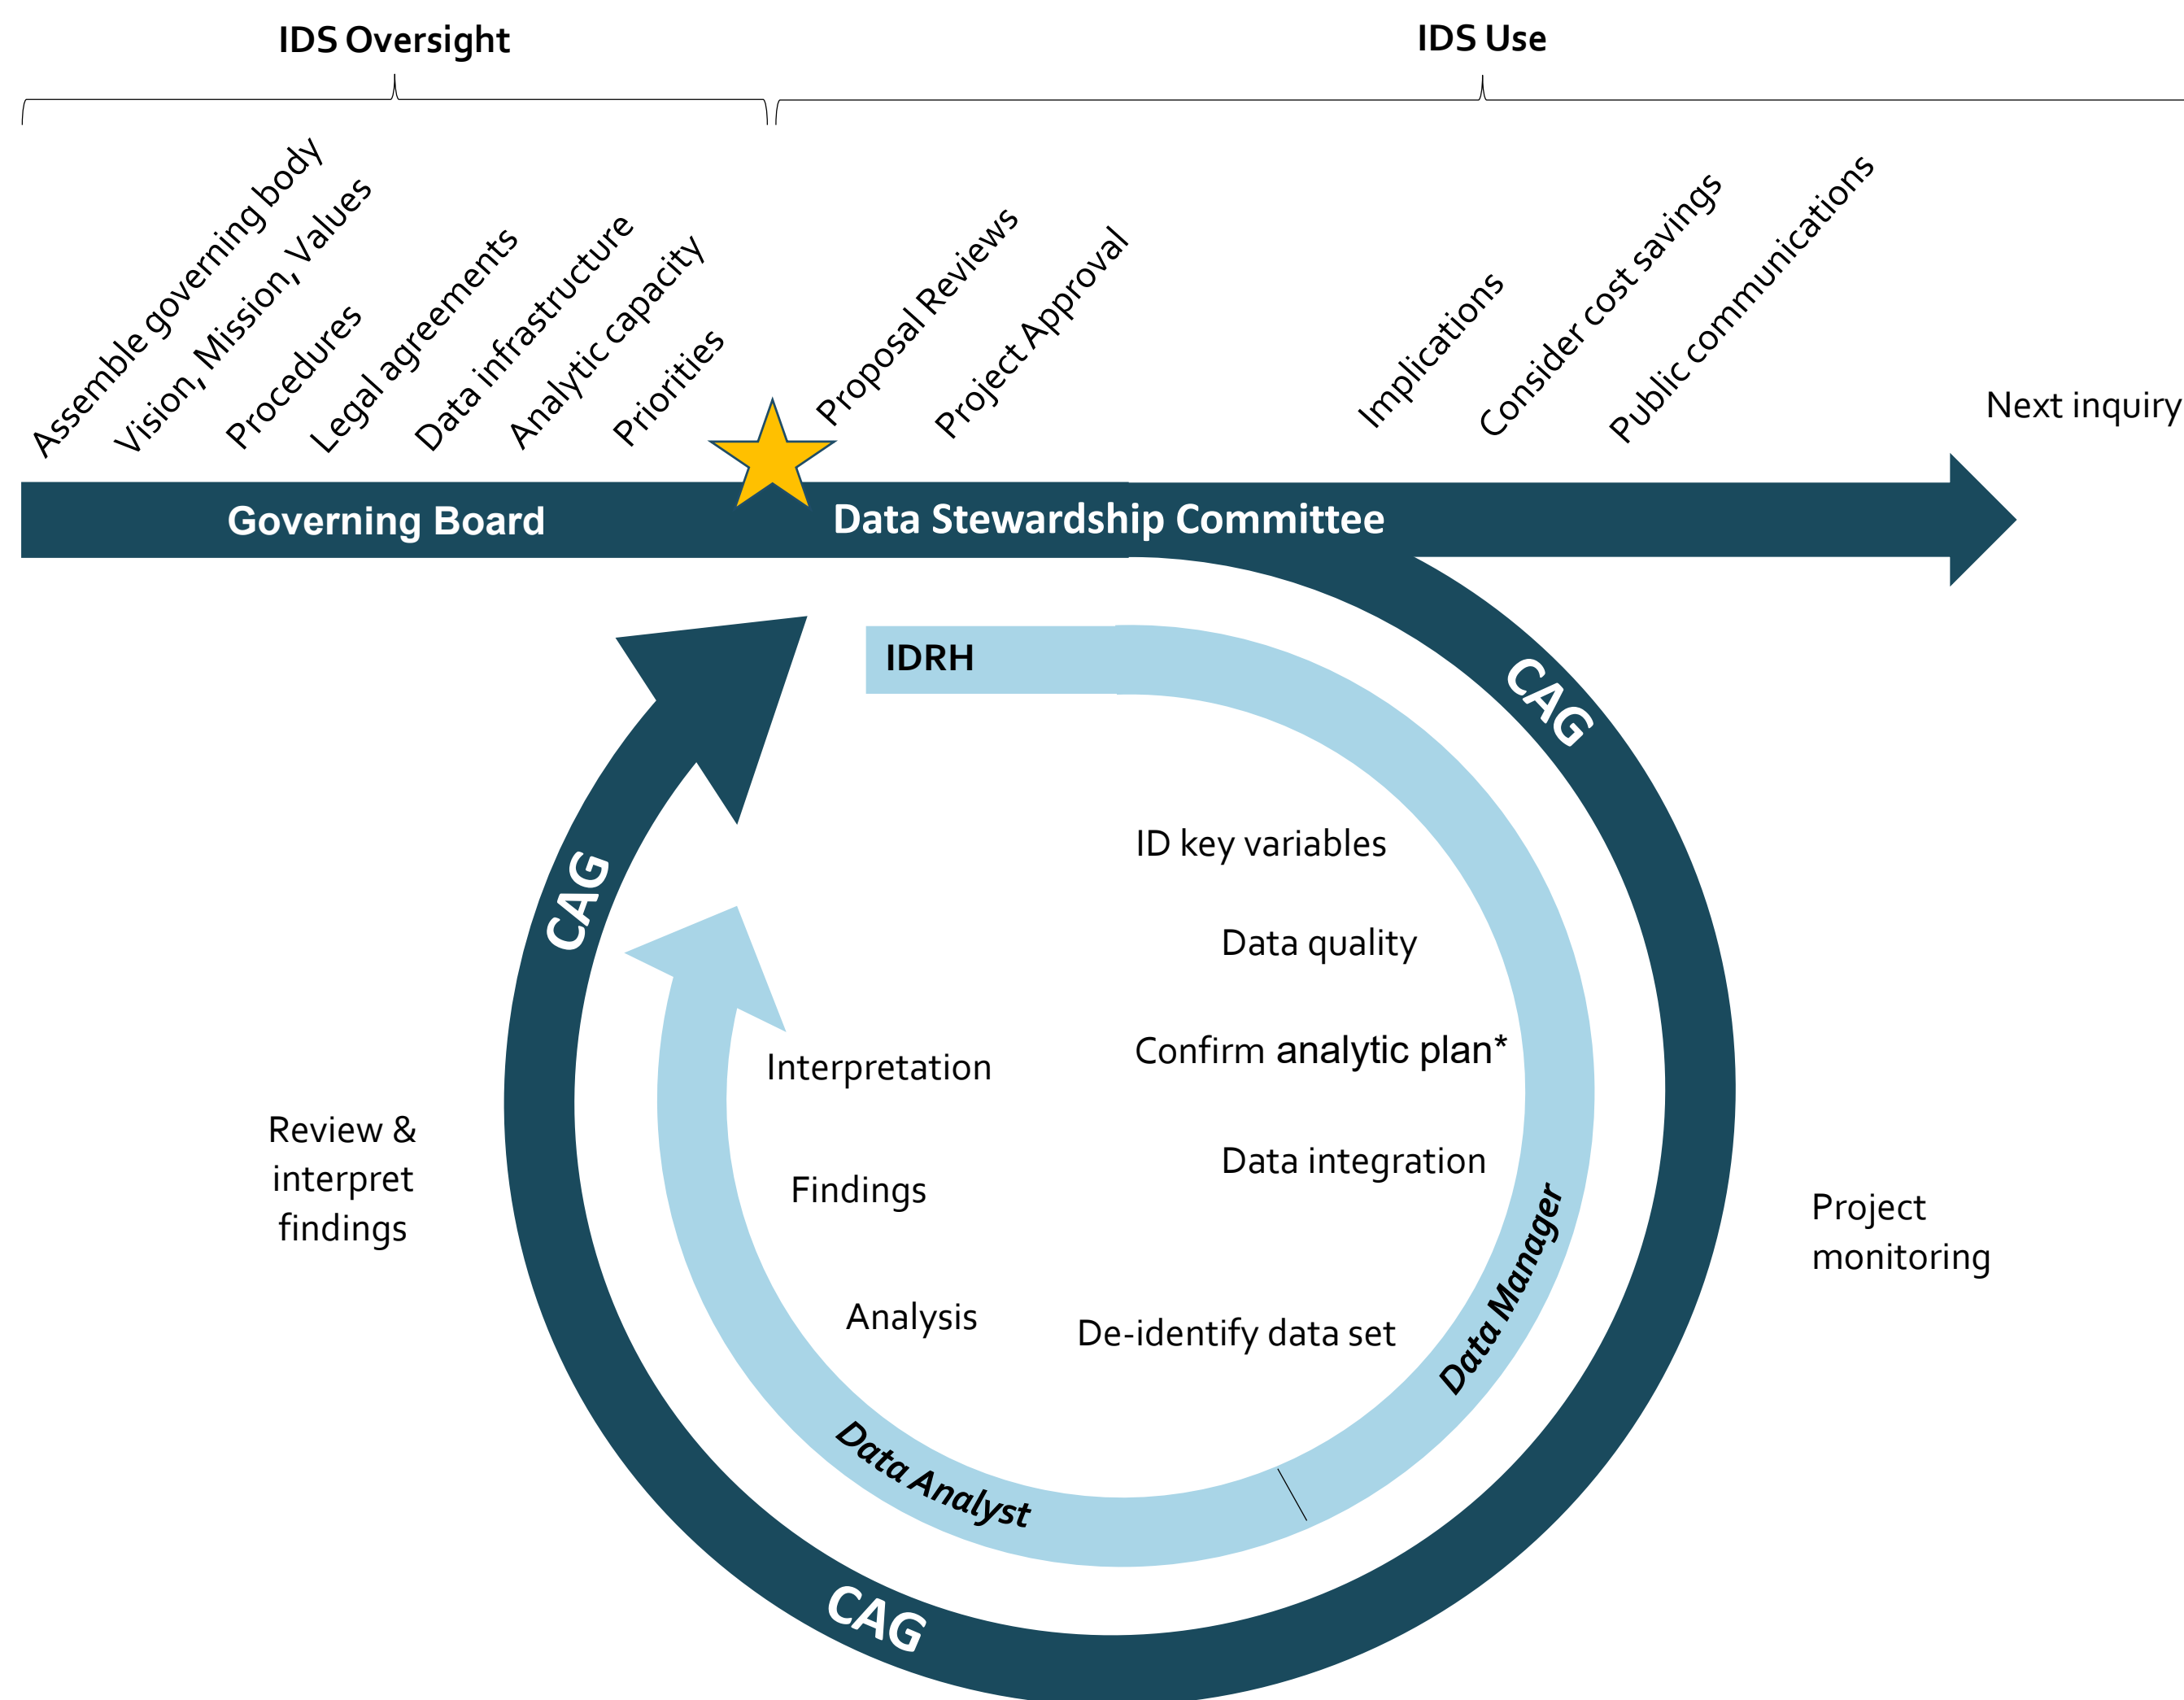 IDS Oversight
IDS Use
Assemble governing body
Vision, Mission, Values
Procedures
Legal agreements
Data infrastructure
Analytic capacity
Priorities
Proposal Reviews
Project Approval
Implications
Consider cost savings
Public communications
Next inquiry
Governing Board
Data Stewardship Committee
IDRH
CAG
ID key variables
CAG
Data quality
Confirm analytic plan*
Interpretation
Review &
interpret
findings
Data integration
Findings
Project
monitoring
Data Manager
Analysis
De-identify data set
Data Analyst
CAG